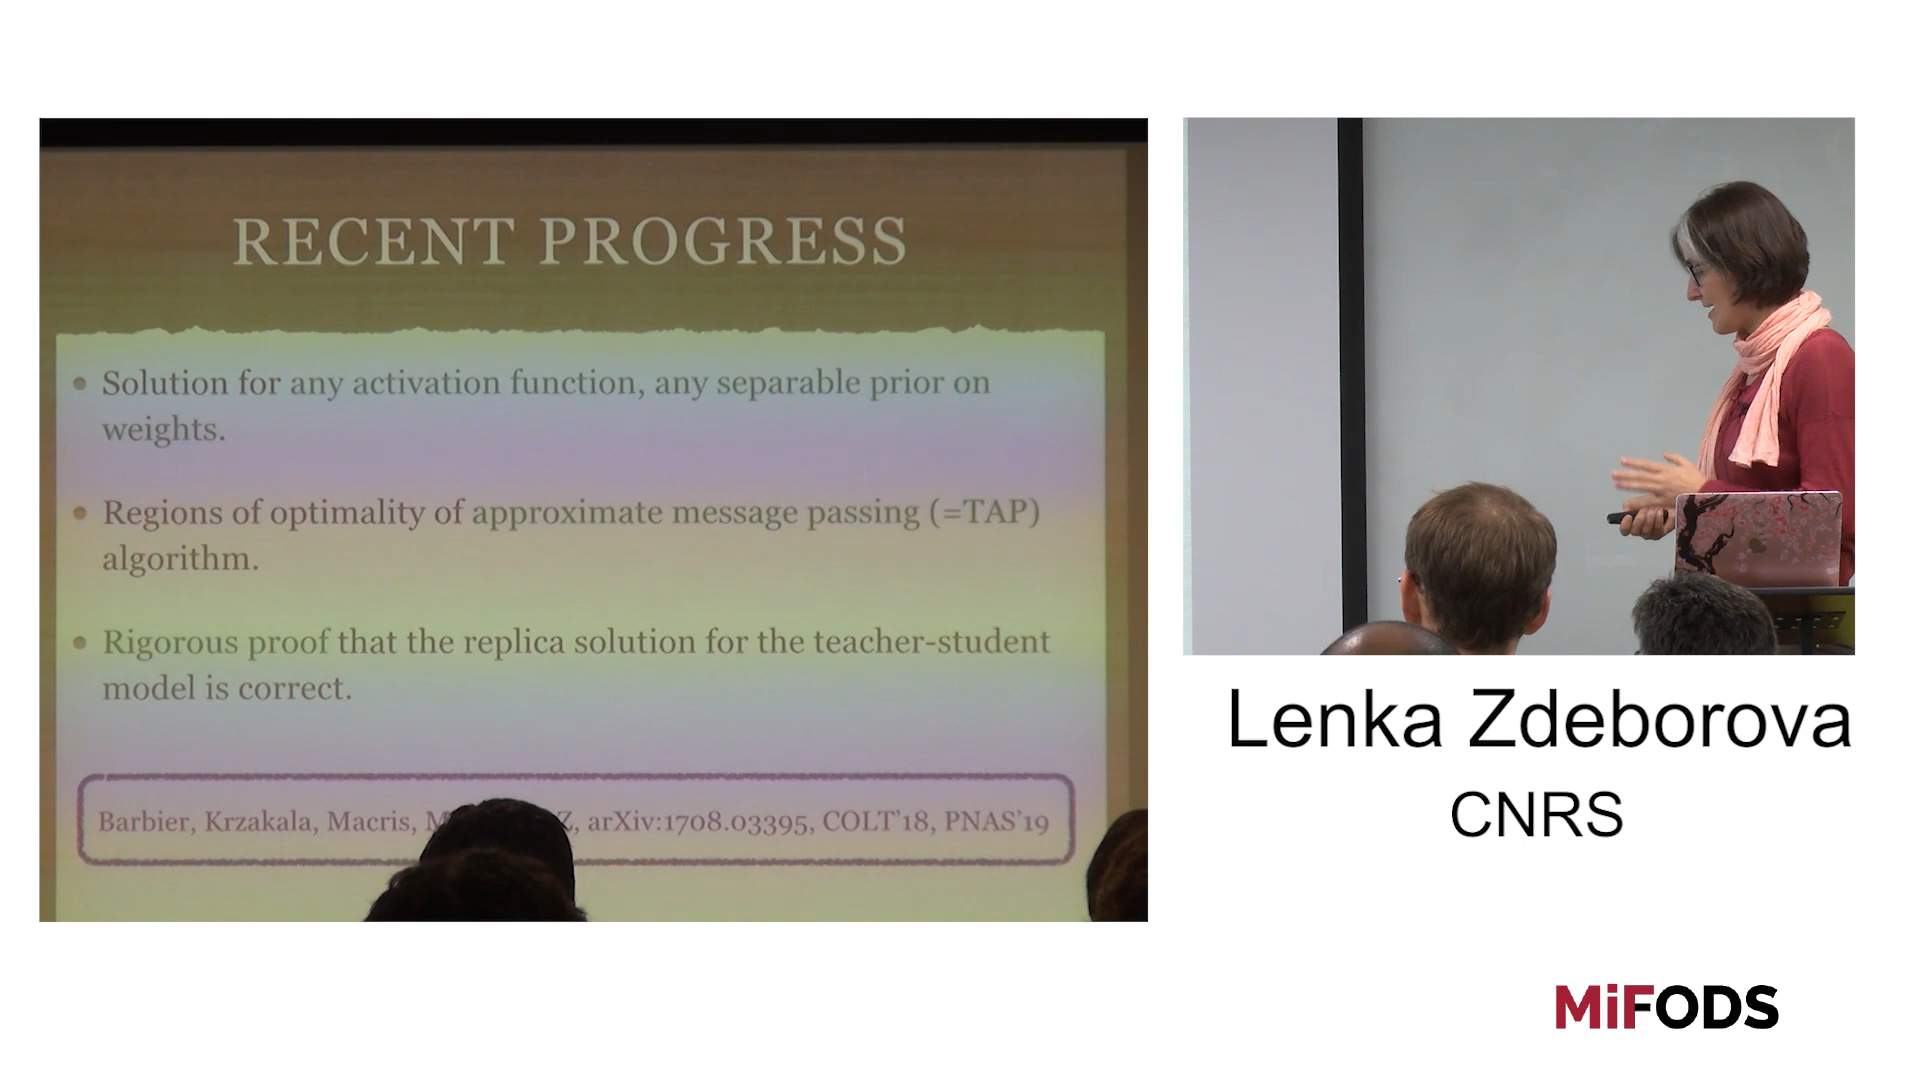 RECENT PROGRESS
Solution for any activation function, any separable prior on
weights.
Regions of optimality of approximate message passing (=TAP)
algorithm.
Rigorous proof that the replica solution for the teacher-student
model is correct.
Barbier, Krzakala, Macris, arXiv:1708.03395, COLT'18, PNAS'19
Lenka Zdeborova
CNRS
MiFODS